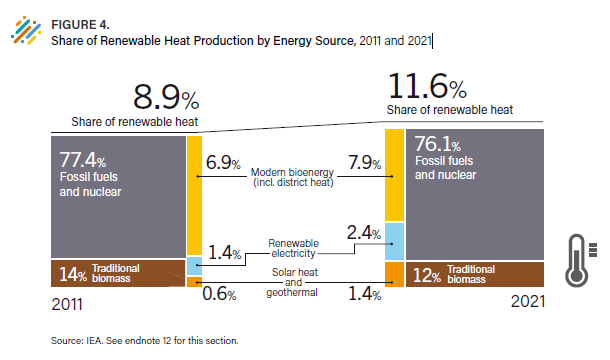 FIGURE 4.
Share of Renewable Heat Production by Energy Source, 2011 and 2021
8.9%
Share of renewable heat
11.6%
Share of renewable heat
77.4%
Fossil fuels
and nuclear
6.9%
Modern bioenergy
(incl. district heat)
7.9%
76.1%
Fossil fuels
and nuclear
1.4%
Renewable
electricity
2.4%
14% Traditional
biomass
0.6%
Solar heat
and
geothermal
1.4%
12% Traditional
biomass
2011
2021
Source: IEA. See endnote 12 for this section.